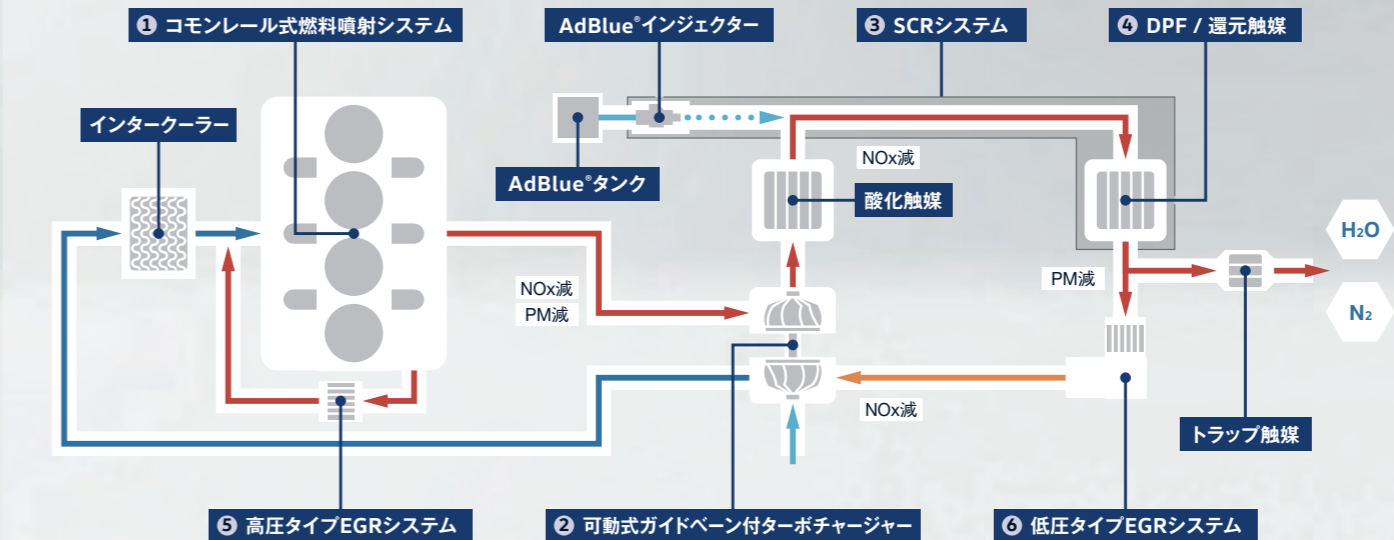 ❶ コモンレール式燃料噴射システム
AdBlue®インジェクター
❸ SCRシステム
❹ DPF / 還元触媒
インタークーラー
AdBlue®タンク
NOx減
酸化触媒
H₂O
NOx減
PM減
PM減
N₂
NOx減
トラップ触媒
❺ 高圧タイプEGRシステム
❷ 可動式ガイドベーン付ターボチャージャー
❻ 低圧タイプEGRシステム